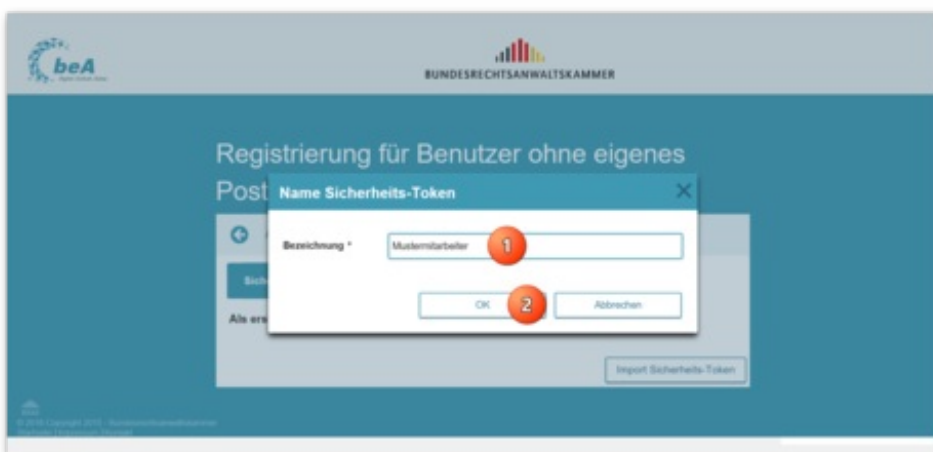 beA
BUNDESRECHTSANWALTSKAMMER
Registrierung für Benutzer ohne eigenes
Post
Name Sicherheits-Token
Bezeichnung *
Mustermitarbeiter
1
Sich
OK
2
Abbrechen
Als ers
Import Sicherheits-Token